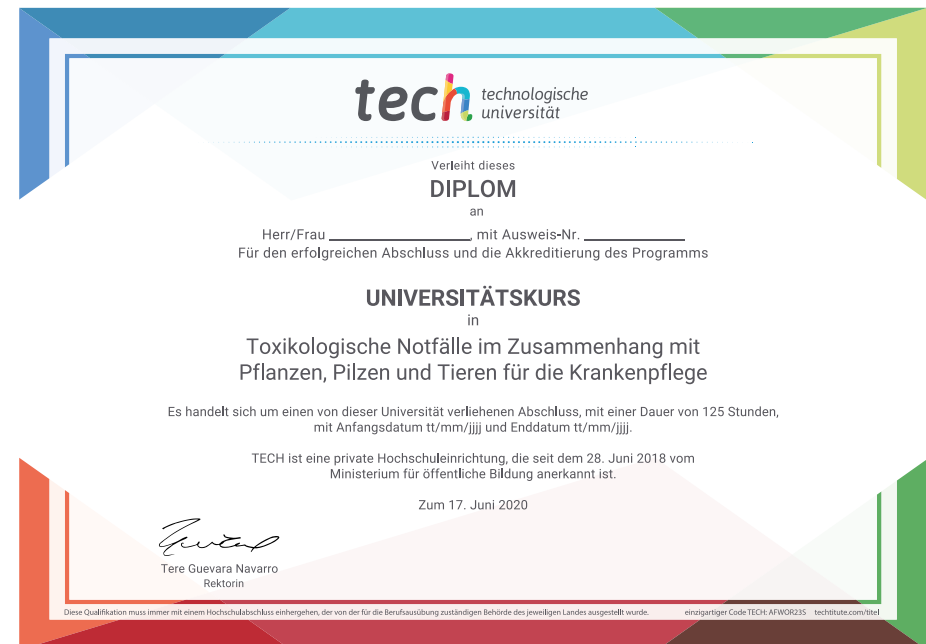 tech technologische
universität
Verleiht dieses
DIPLOM
an
Herr/Frau ______________, mit Ausweis-Nr. ______________
Für den erfolgreichen Abschluss und die Akkreditierung des Programms
UNIVERSITÄTSKURS
in
Toxikologische Notfälle im Zusammenhang mit
Pflanzen, Pilzen und Tieren für die Krankenpflege
Es handelt sich um einen von dieser Universität verliehenen Abschluss, mit einer Dauer von 125 Stunden,
mit Anfangsdatum tt/mm/jjjj und Enddatum tt/mm/jjjj.
TECH ist eine private Hochschuleinrichtung, die seit dem 28. Juni 2018 vom
Ministerium für öffentliche Bildung anerkannt ist.
Zum 17. Juni 2020
Tere Guevara Navarro
Rektorin
Diese Qualifikation muss immer mit einem Hochschulabschluss einhergehen, der von der für die Berufsausübung zuständigen Behörde des jeweiligen Landes ausgestellt wurde. einzigartiger Code TECH: AFWOR23S techtitute.com/titel